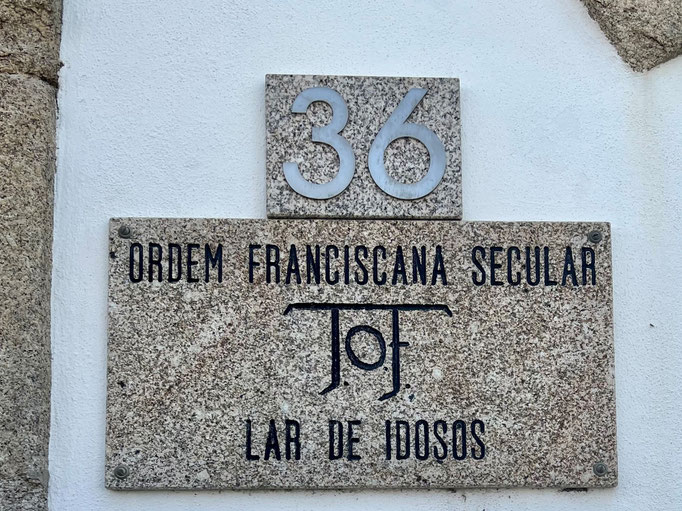 36
ORDEM FRANCISCANA SECULAR
T.O.F.
LAR DE IDOSOS